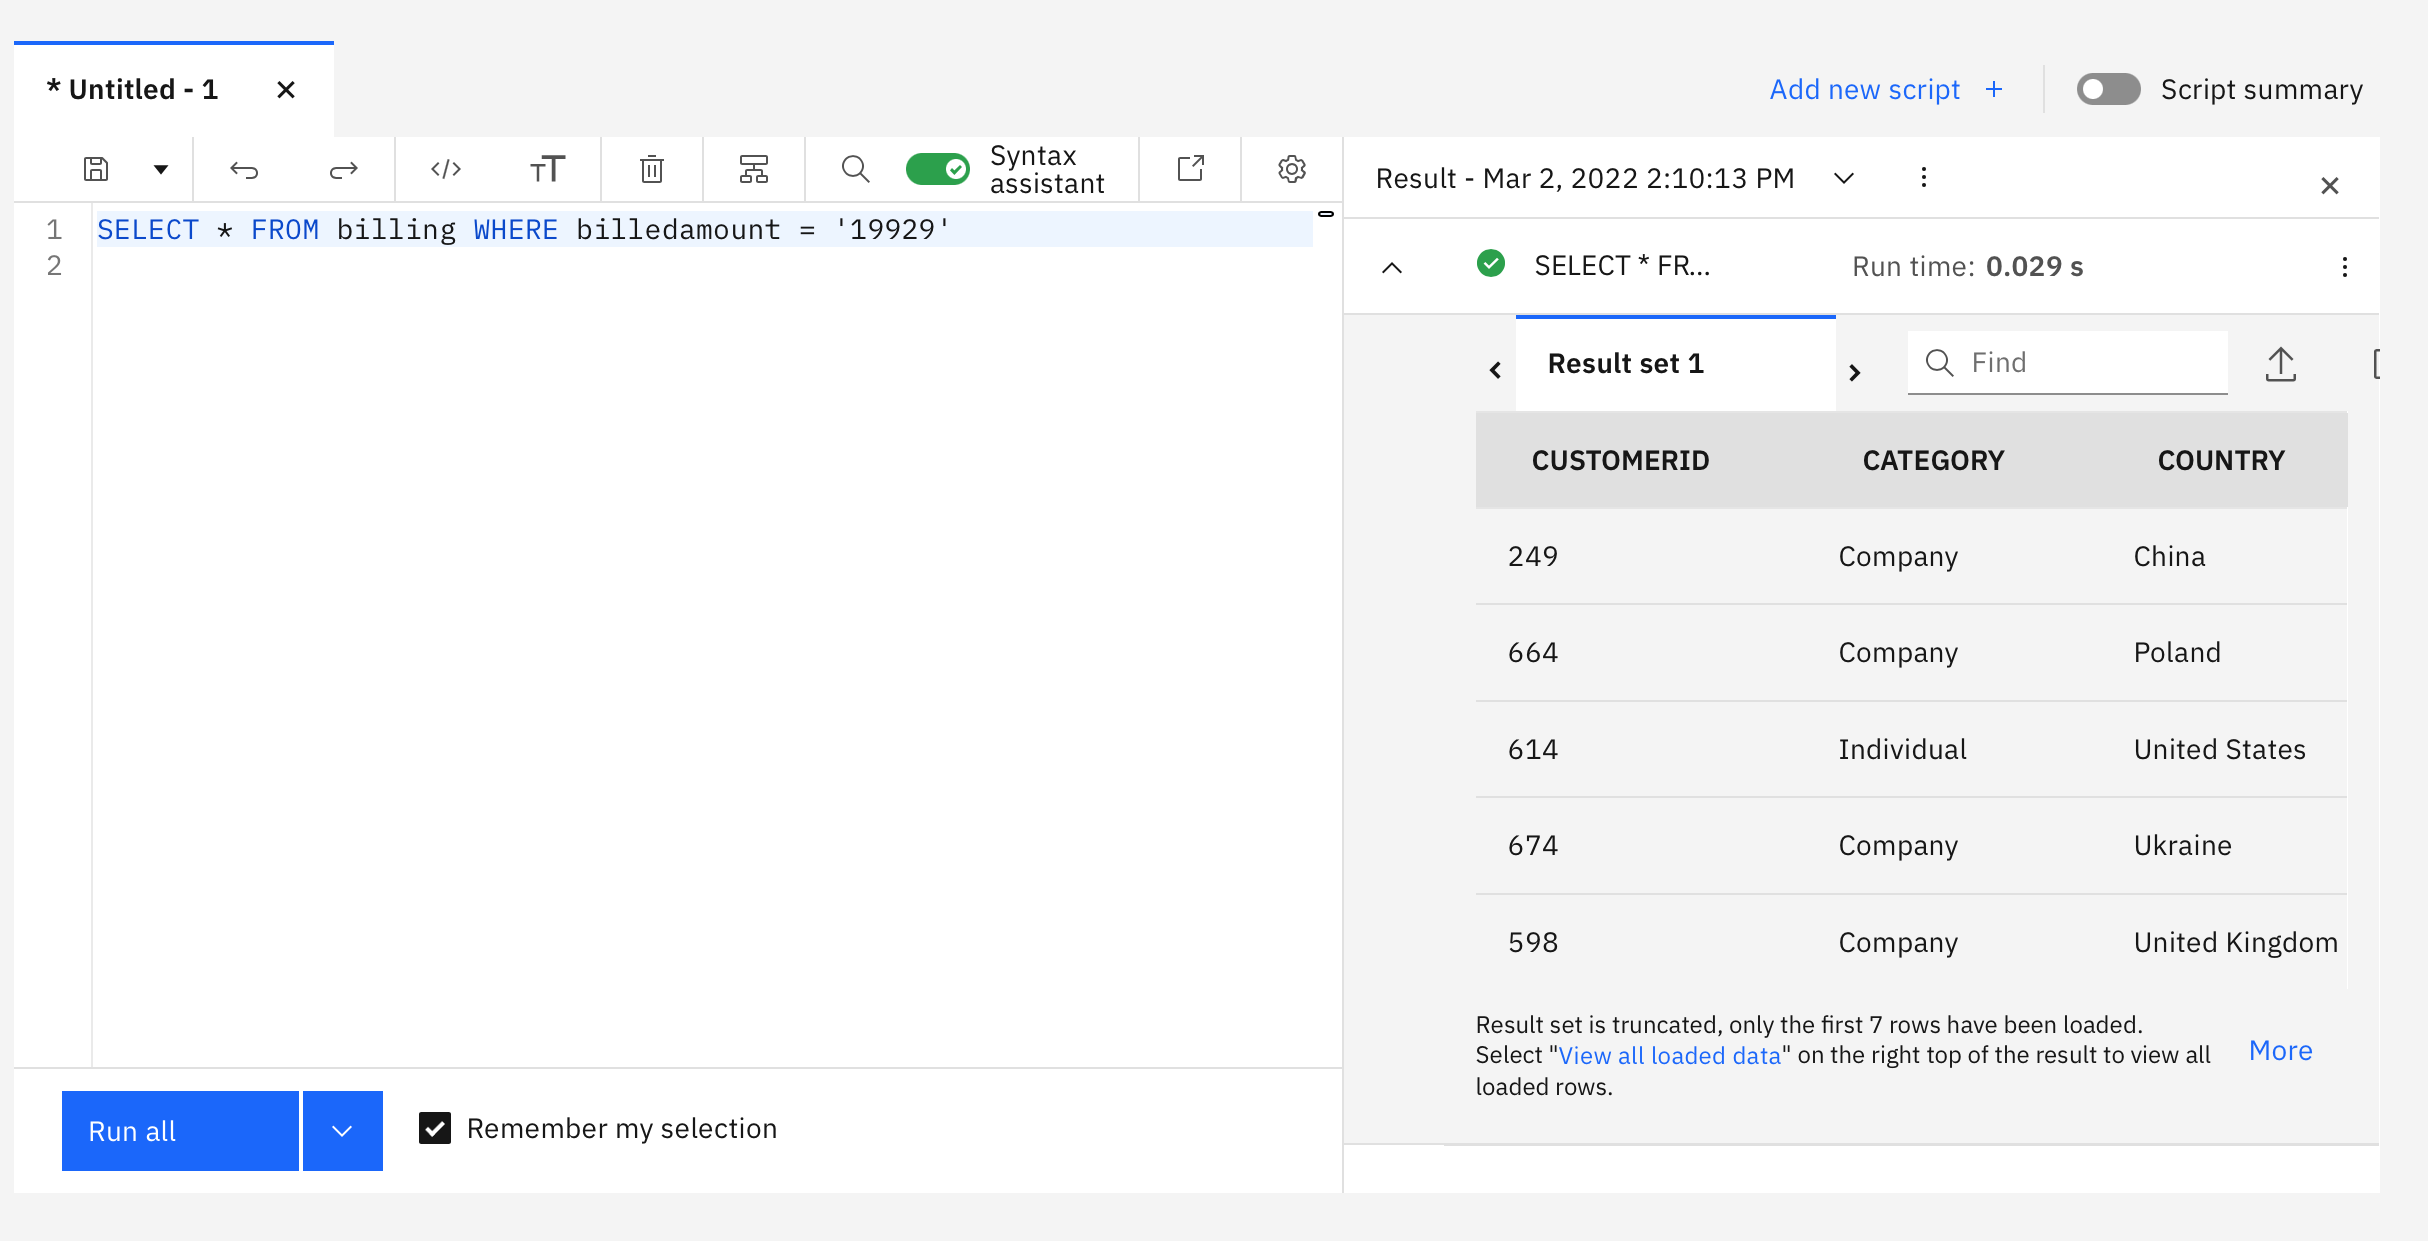 * Untitled - 1
Add new script +
Script summary
Syntax
assistant
Result - Mar 2, 2022 2:10:13 PM
1 SELECT * FROM billing WHERE billedamount = '19929'
2
SELECT * FR... Run time: 0.029 s
Result set 1
Find
CUSTOMERID CATEGORY COUNTRY
249 Company China
664 Company Poland
614 Individual United States
674 Company Ukraine
598 Company United Kingdom
Result set is truncated, only the first 7 rows have been loaded.
Select "View all loaded data" on the right top of the result to view all
loaded rows.
More
Run all
Remember my selection